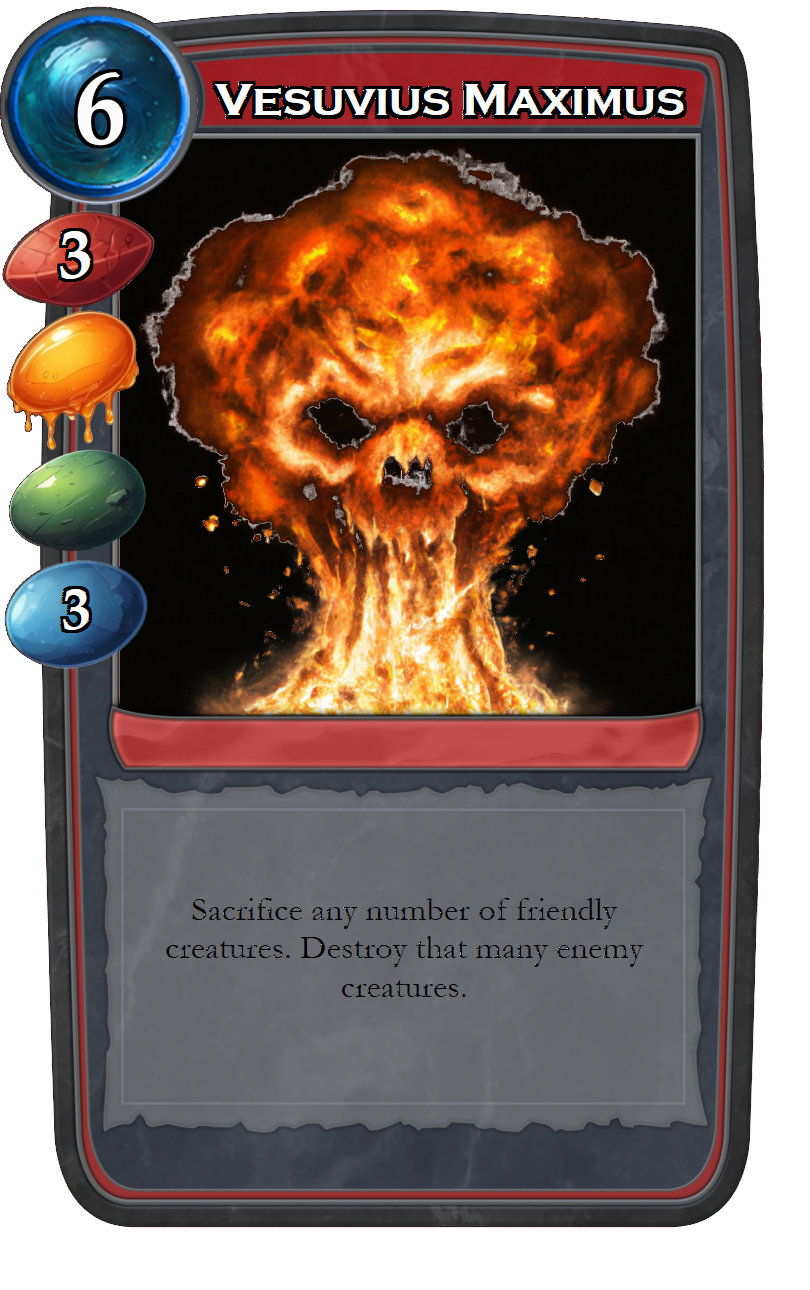 6
Vesuvius Maximus
3
3
Sacrifice any number of friendly
creatures. Destroy that many enemy
creatures.